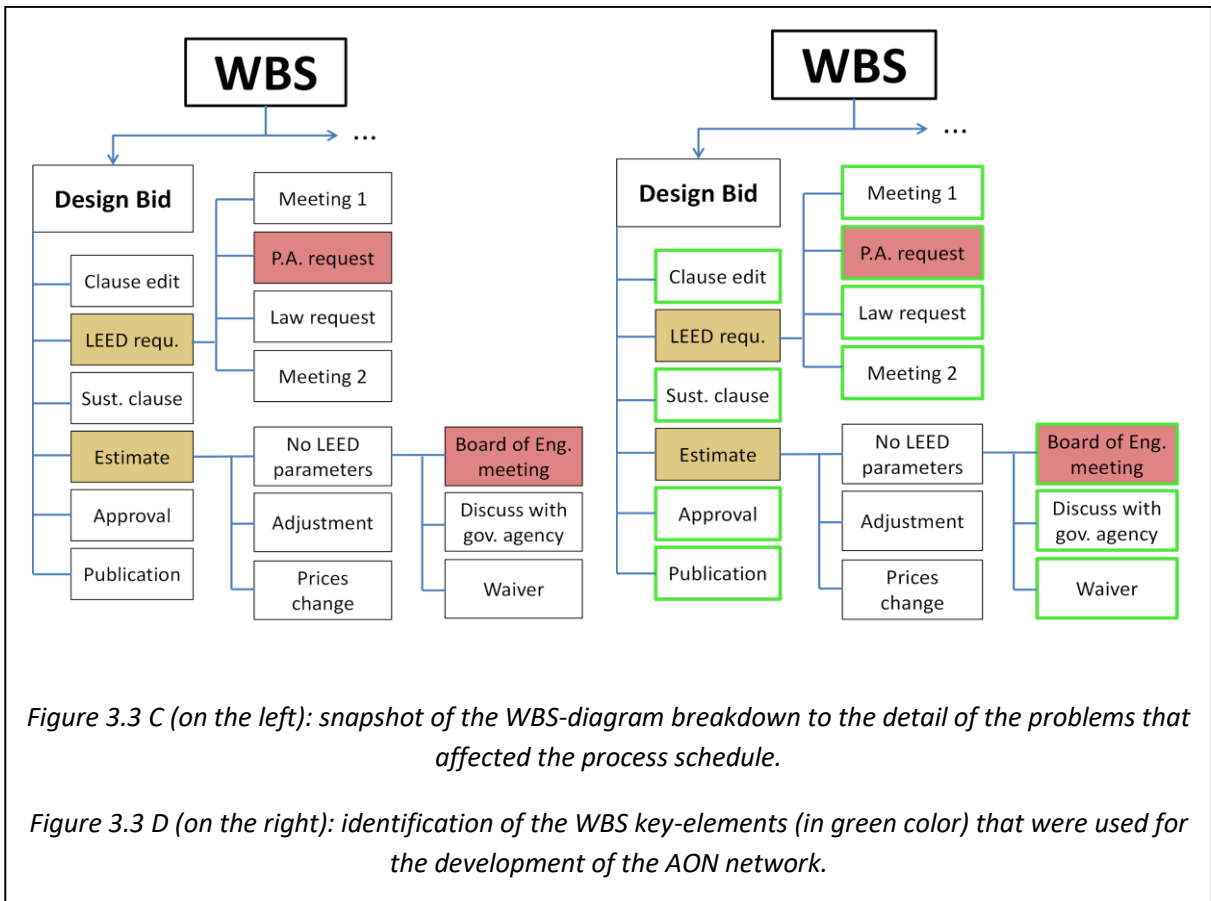 WBS
...
Design Bid
Meeting 1
P.A. request
Clause edit
LEED requ.
Law request
Meeting 2
Sust. clause
Estimate
No LEED
parameters
Board of Eng.
meeting
Approval
Adjustment
Discuss with
gov. agency
Publication
Prices
change
Waiver
WBS
...
Design Bid
Meeting 1
P.A. request
Clause edit
LEED requ.
Law request
Meeting 2
Sust. clause
Estimate
No LEED
parameters
Board of Eng.
meeting
Approval
Adjustment
Discuss with
gov. agency
Publication
Prices
change
Waiver
Figure 3.3 C (on the left): snapshot of the WBS-diagram breakdown to the detail of the problems that
affected the process schedule.
Figure 3.3 D (on the right): identification of the WBS key-elements (in green color) that were used for
the development of the AON network.